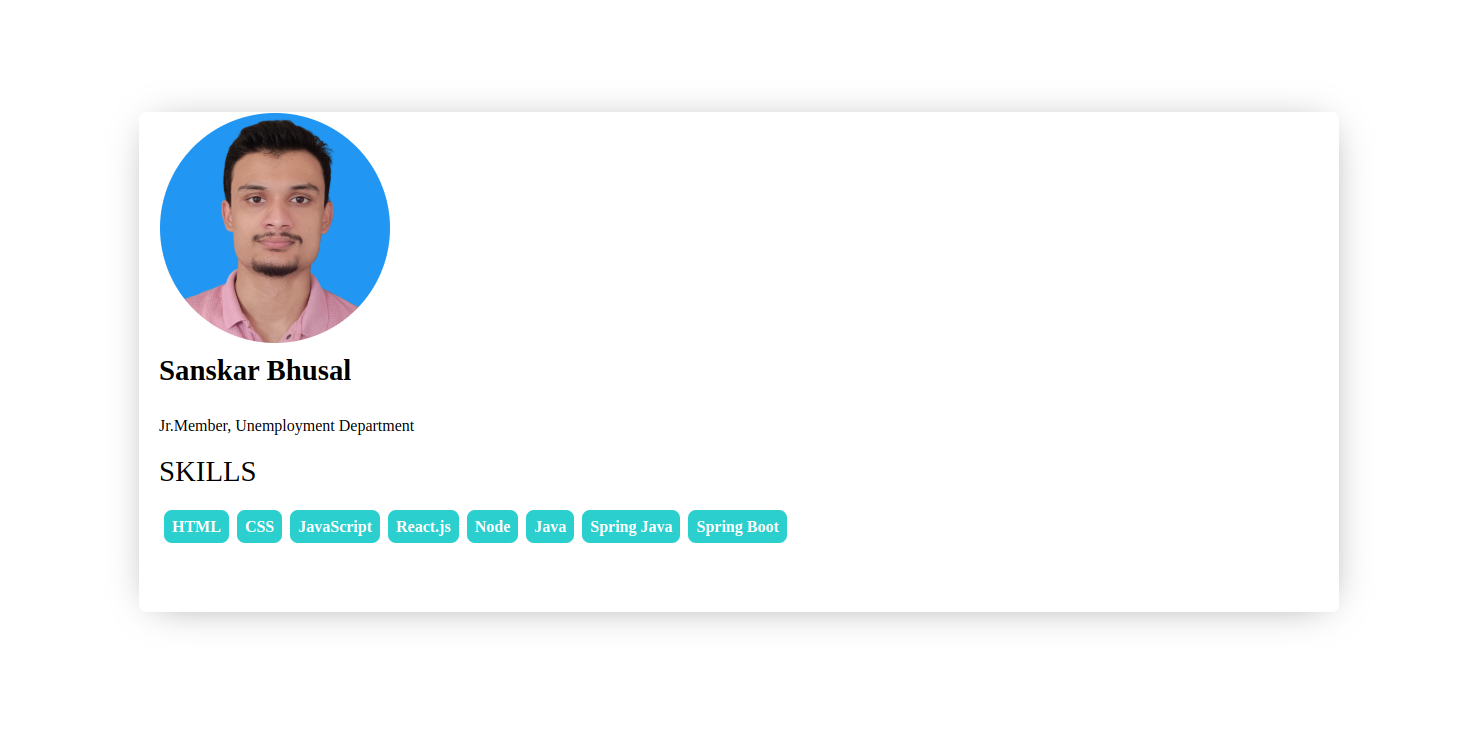 Sanskar Bhusal
Jr.Member, Unemployment Department
SKILLS
HTML CSS JavaScript React.js Node Java Spring Java Spring Boot